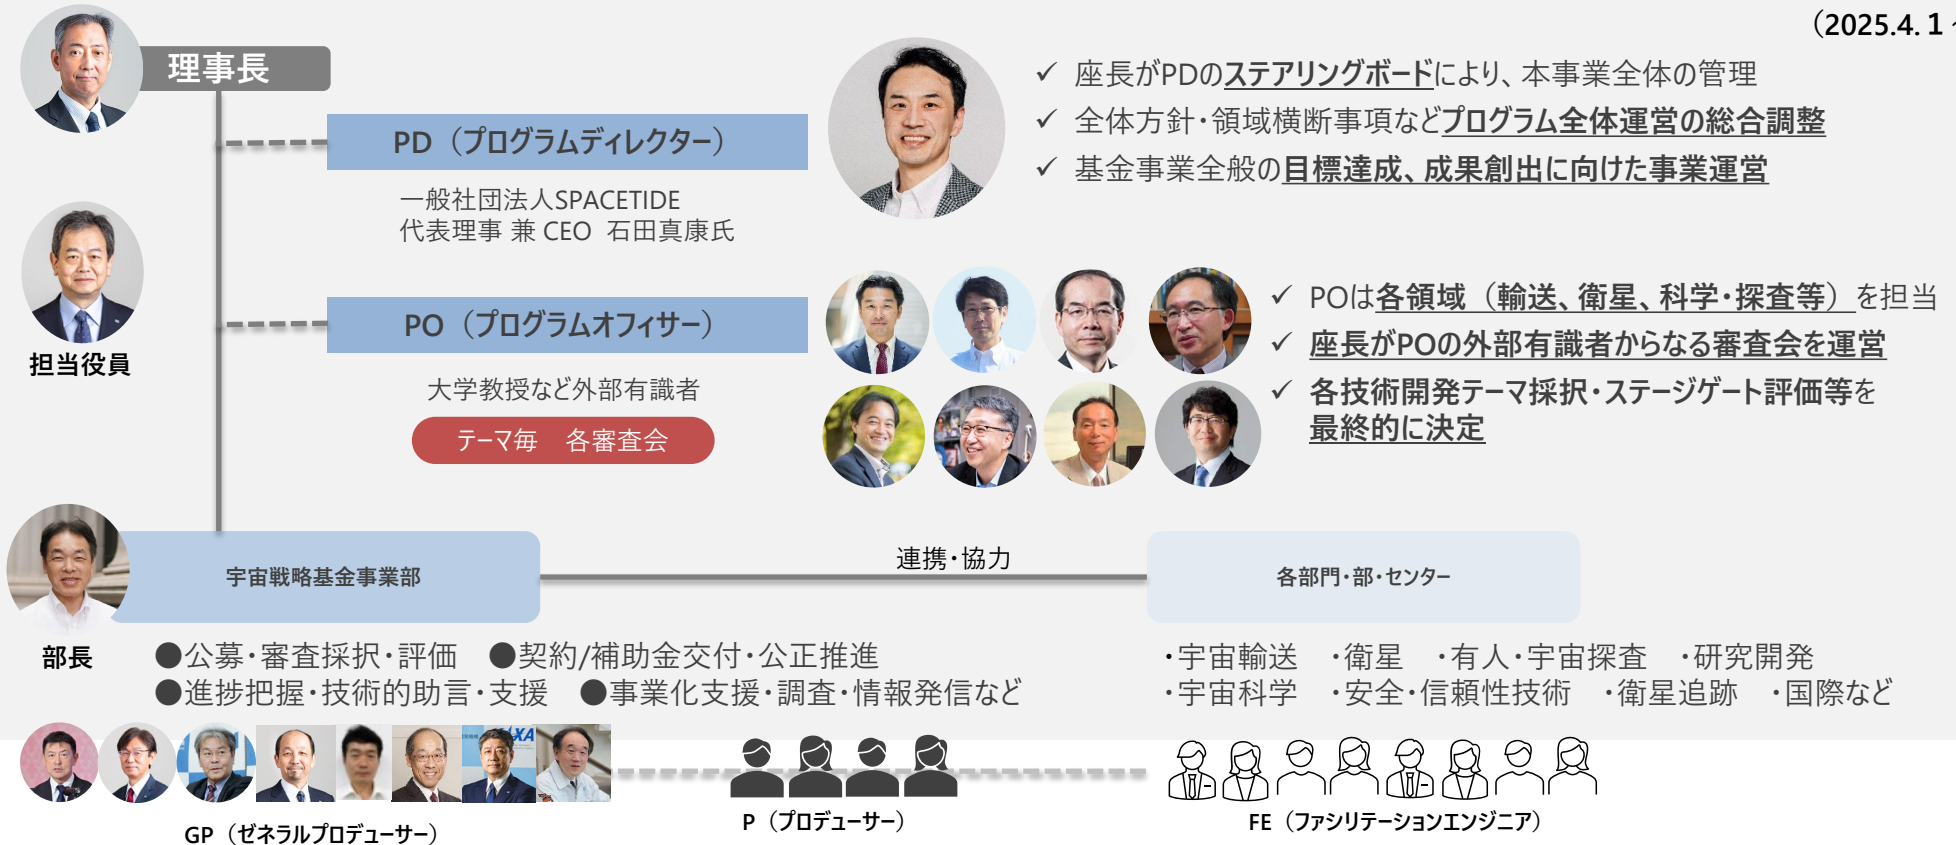 （2025.4. 1～
理事長
✓ 座長がPDのステアリングボードにより、本事業全体の管理
✓ 全体方針・領域横断事項などプログラム全体運営の総合調整
✓ 基金事業全般の目標達成、成果創出に向けた事業運営
PD（プログラムディレクター）
一般社団法人SPACETIDE
代表理事 兼 CEO 石田真康氏
担当役員
PO（プログラムオフィサー）
大学教授など外部有識者
テーマ毎 各審査会
✓ POは各領域（輸送、衛星、科学・探査等）を担当
✓ 座長がPOの外部有識者からなる審査会を運営
✓ 各技術開発テーマ採択・ステージゲート評価等を
最終的に決定
宇宙戦略基金事業部
連携・協力
各部門・部・センター
部長
●公募・審査採択・評価 ●契約/補助金交付・公正推進
●進捗把握・技術的助言・支援 ●事業化支援・調査・情報発信など
・宇宙輸送 ・衛星 ・有人・宇宙探査 ・研究開発
・宇宙科学 ・安全・信頼性技術 ・衛星追跡 ・国際など
GP（ゼネラルプロデューサー）
P（プロデューサー）
FE（ファシリテーションエンジニア）